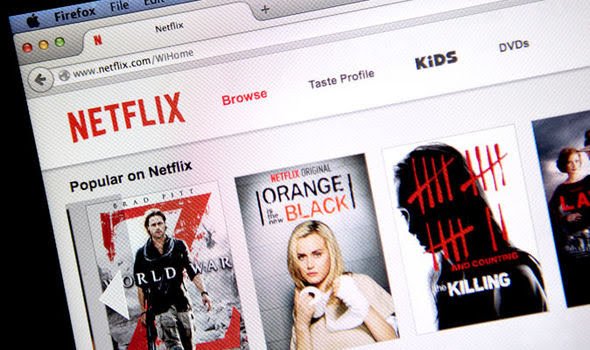 Firefox File Edit
Netflix
www.netflix.com/WiHome
NETFLIX
Browse
Taste Profile
KiDS
DVDs
Popular on Netflix
BRAD PITT
WORLD WAR
Z
NETFLIX ORIGINAL
ORANGE
is the new
BLACK
AND COUNTING
the KILLING